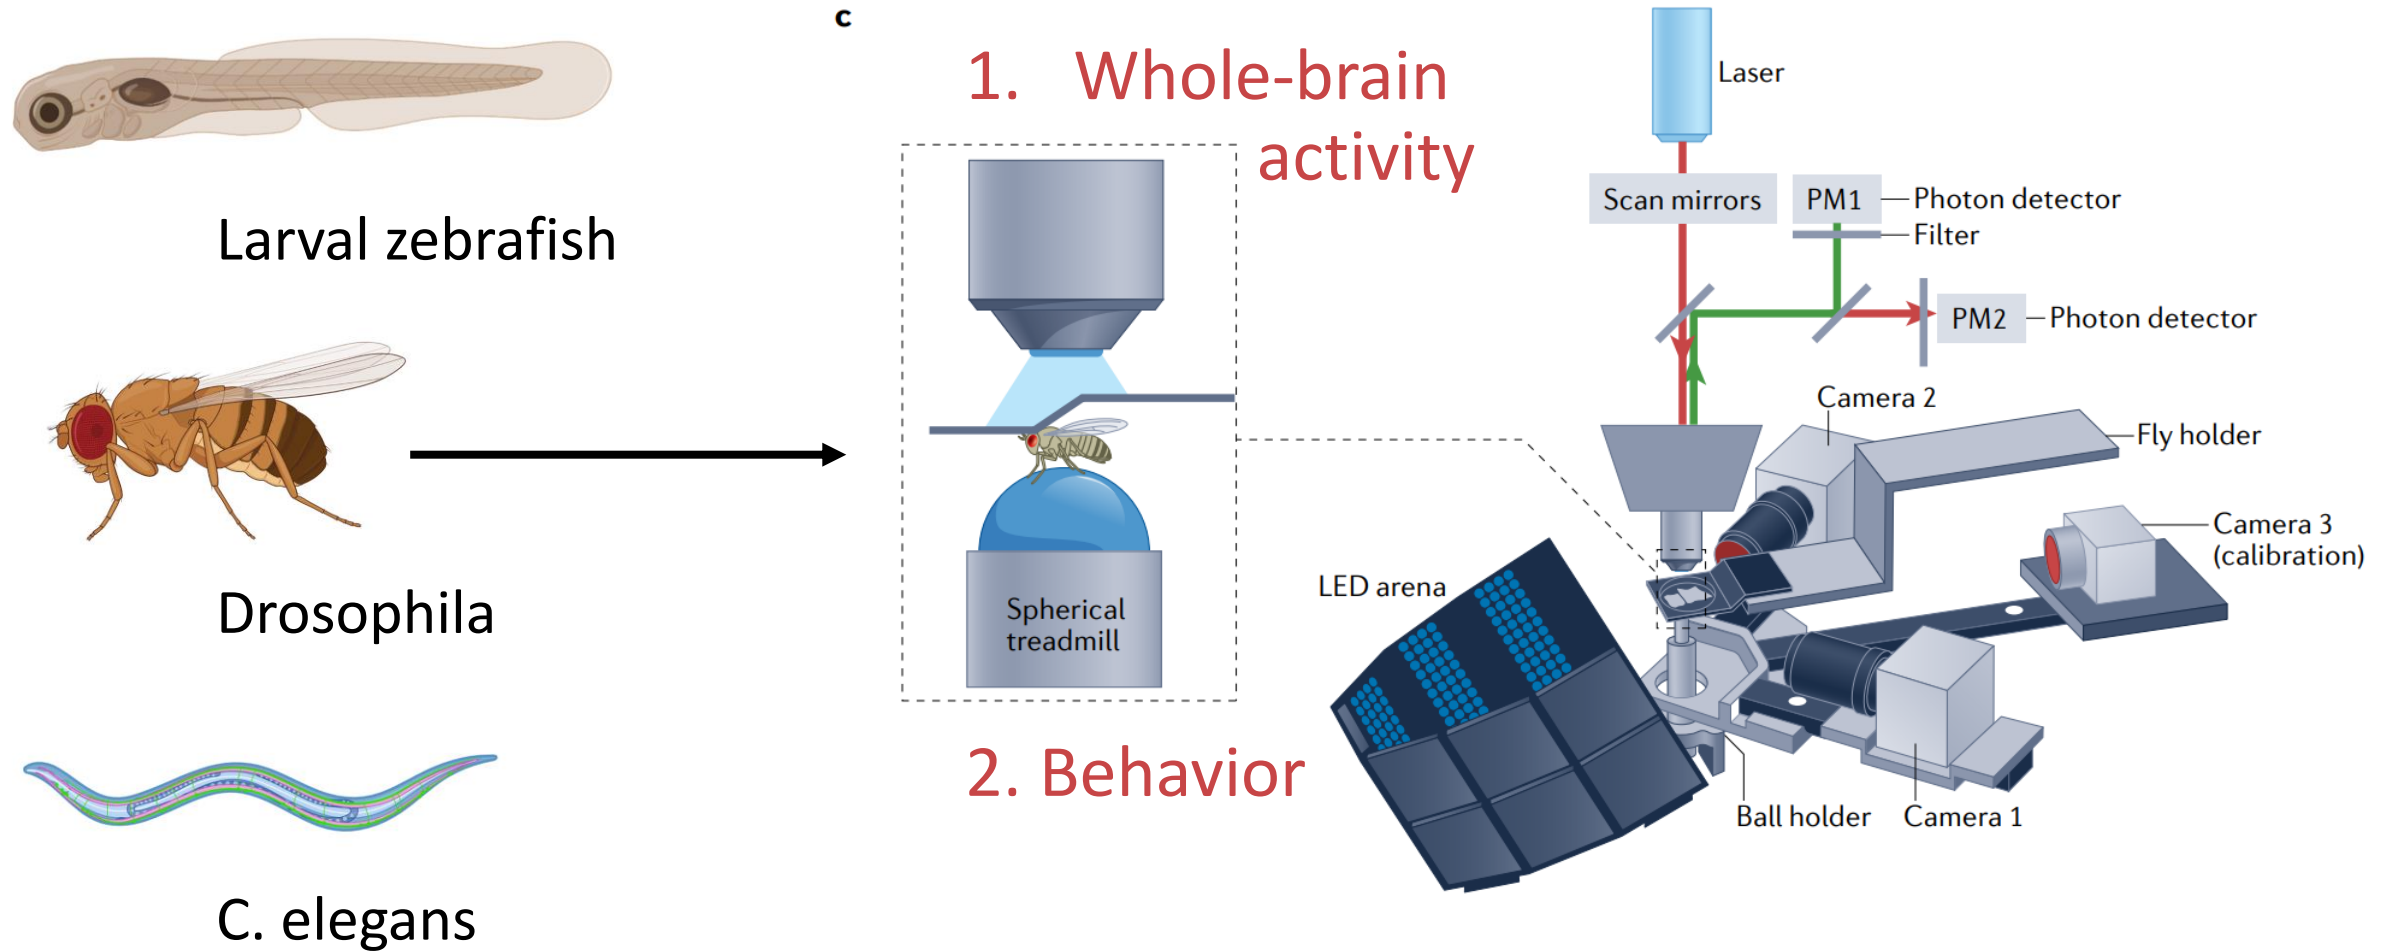 Larval zebrafish
Drosophila
C. elegans
c
1. Whole-brain
activity
Spherical
treadmill
2. Behavior
Laser
Scan mirrors
PM1
Photon detector
Filter
PM2
Photon detector
Camera 2
Fly holder
Camera 3
(calibration)
LED arena
Ball holder
Camera 1